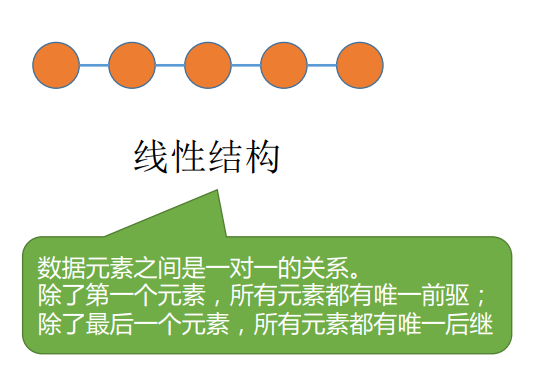 线性结构
数据元素之间是一对一的关系。
除了第一个元素，所有元素都有唯一前驱；
除了最后一个元素，所有元素都有唯一后继